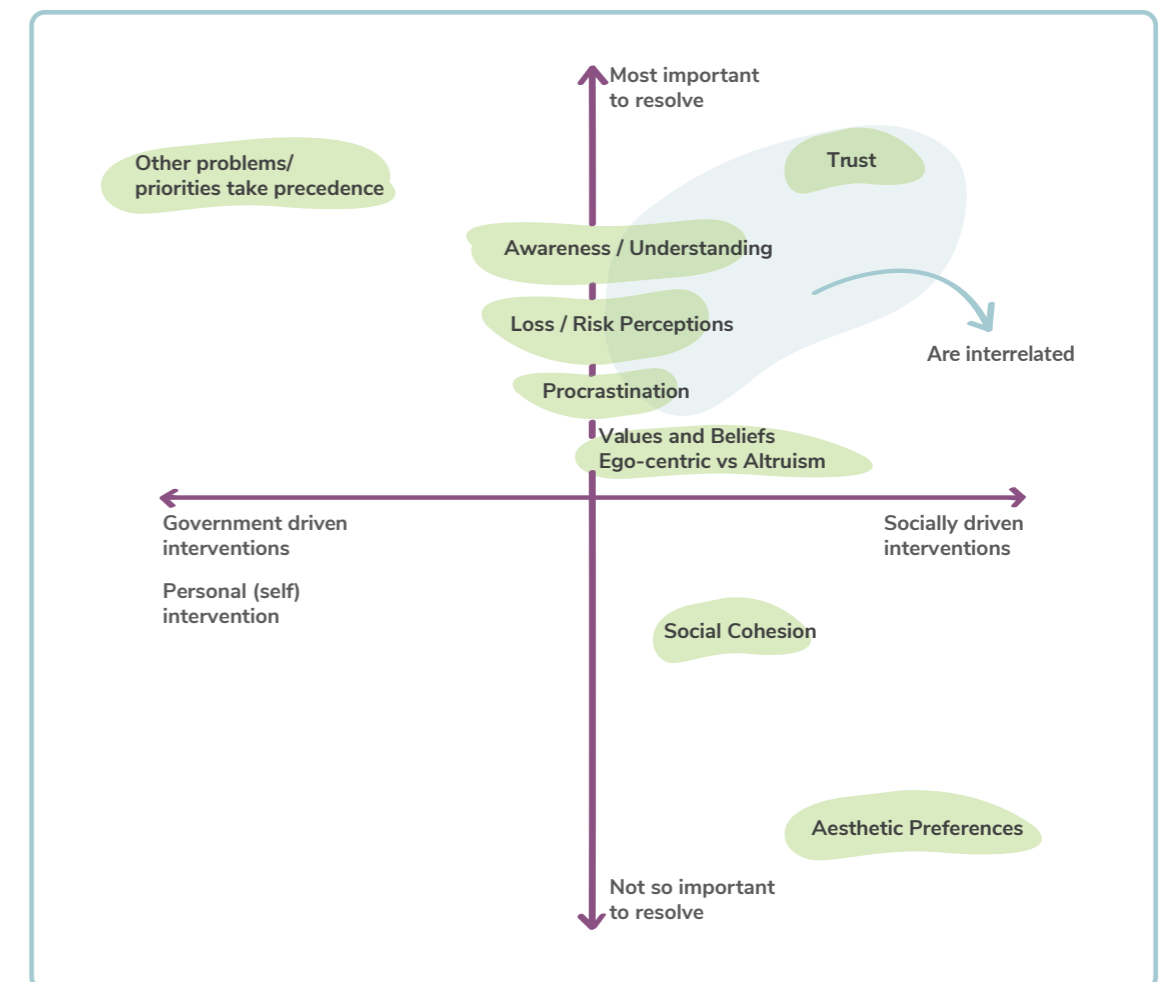 Most important
to resolve
Other problems/
priorities take precedence
Trust
Awareness / Understanding
Loss / Risk Perceptions
Are interrelated
Procrastination
Values and Beliefs
Ego-centric vs Altruism
Government driven
interventions
Socially driven
interventions
Personal (self)
intervention
Social Cohesion
Aesthetic Preferences
Not so important
to resolve